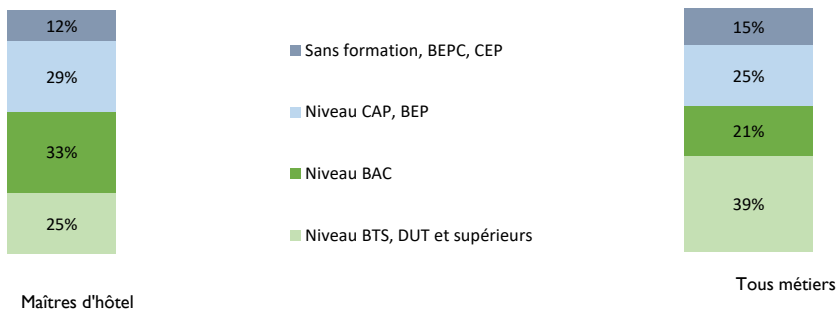 12%
29%
33%
25%
Maîtres d'hôtel
Sans formation, BEPC, CEP
Niveau CAP, BEP
Niveau BAC
Niveau BTS, DUT et supérieurs
15%
25%
21%
39%
Tous métiers